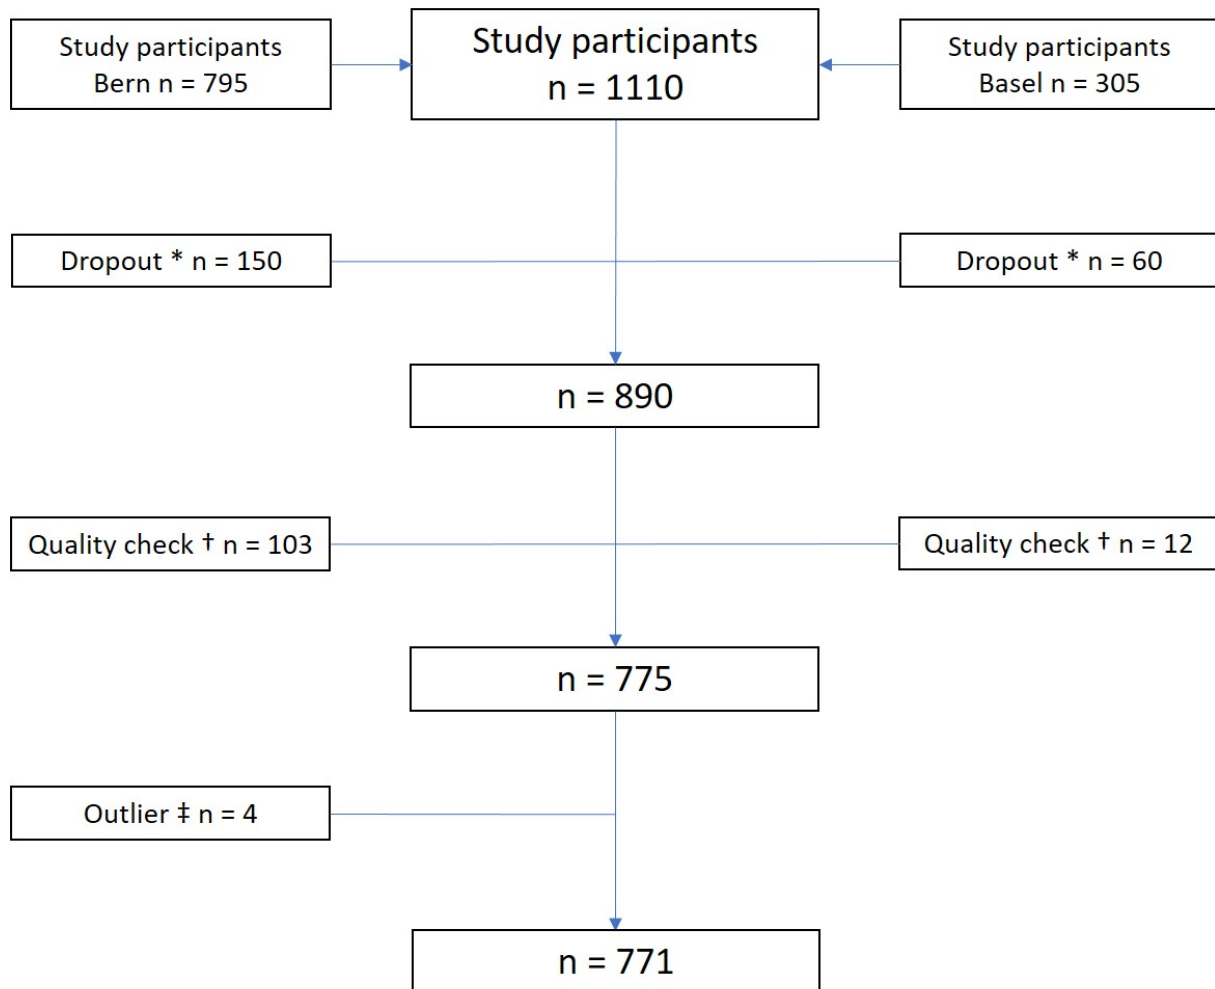 Study participants
Bern n = 795
Study participants
n = 1110
Study participants
Basel n = 305
Dropout * n = 150
Dropout * n = 60
n = 890
Quality check † n = 103
Quality check † n = 12
n = 775
Outlier ‡ n = 4
n = 771